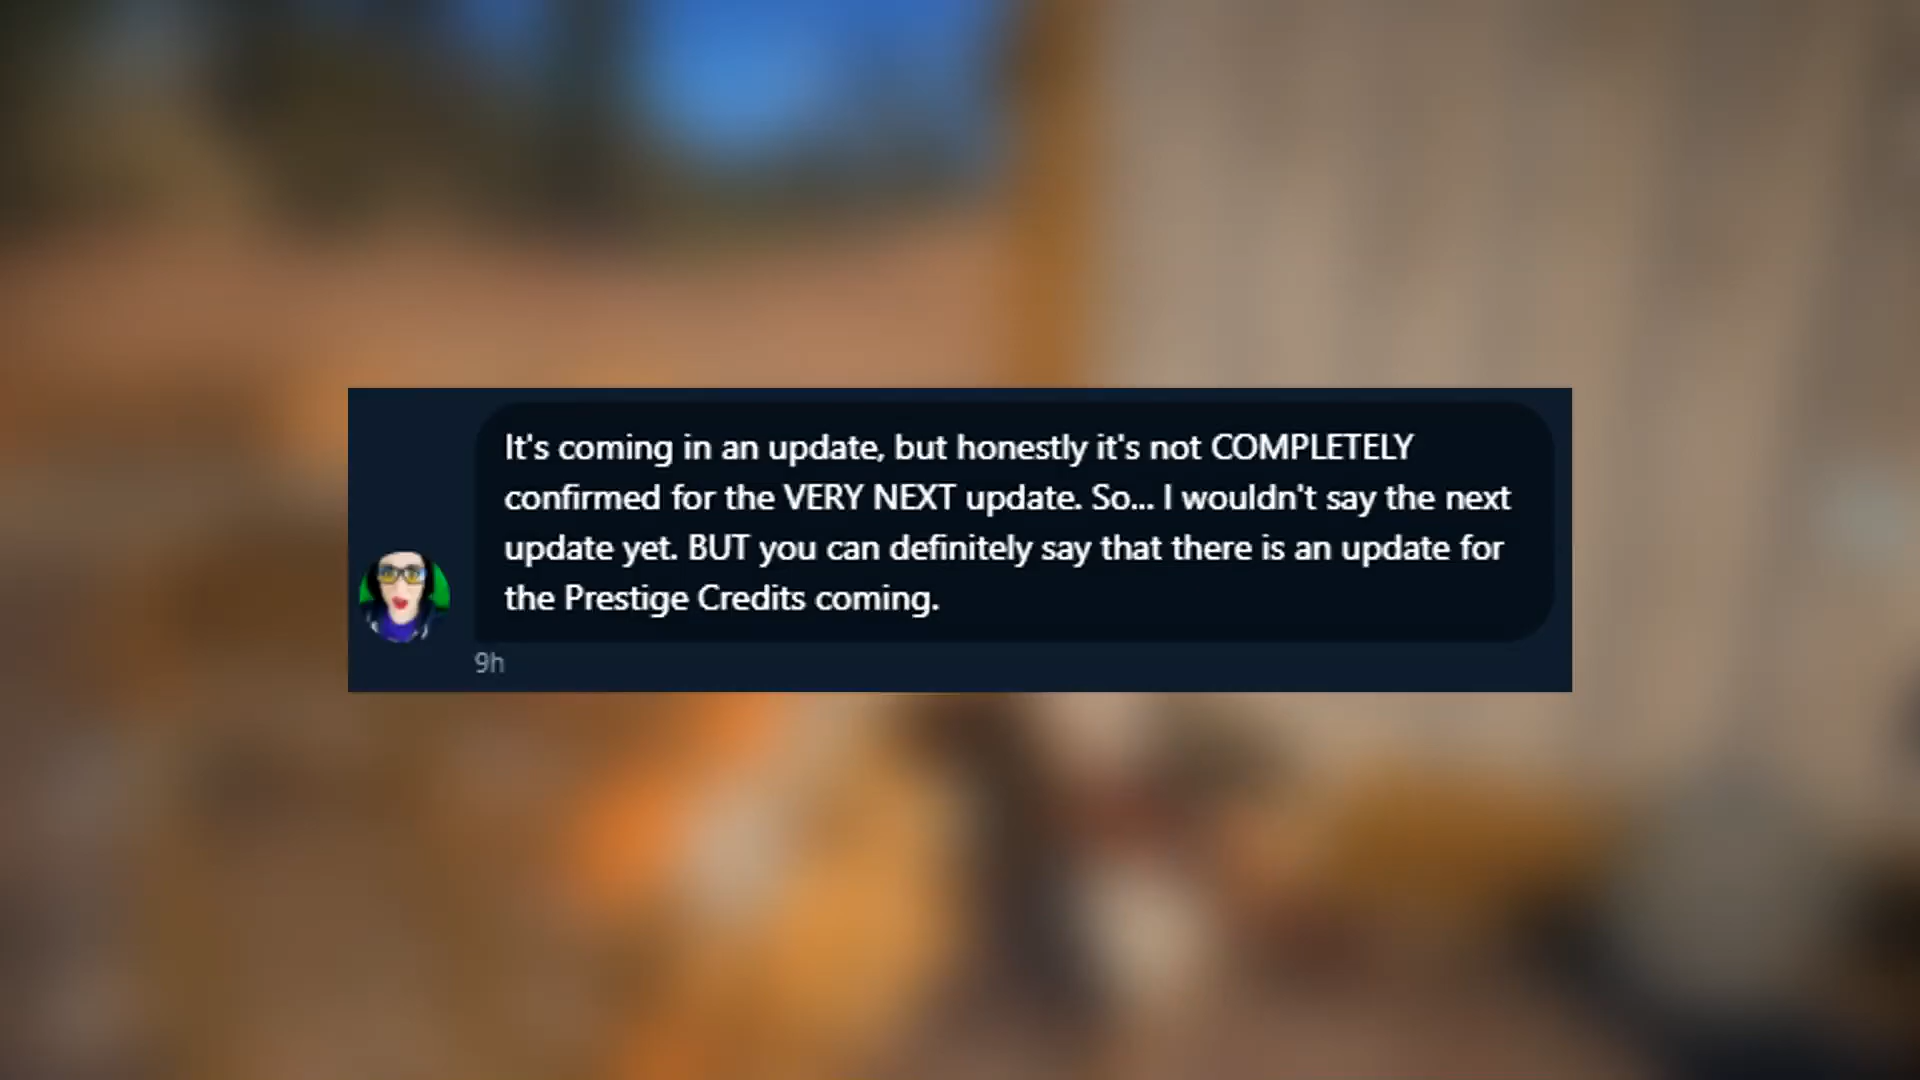 It's coming in an update, but honestly it's not COMPLETELY
confirmed for the VERY NEXT update. So... I wouldn't say the next
update yet. BUT you can definitely say that there is an update for
the Prestige Credits coming.
9h